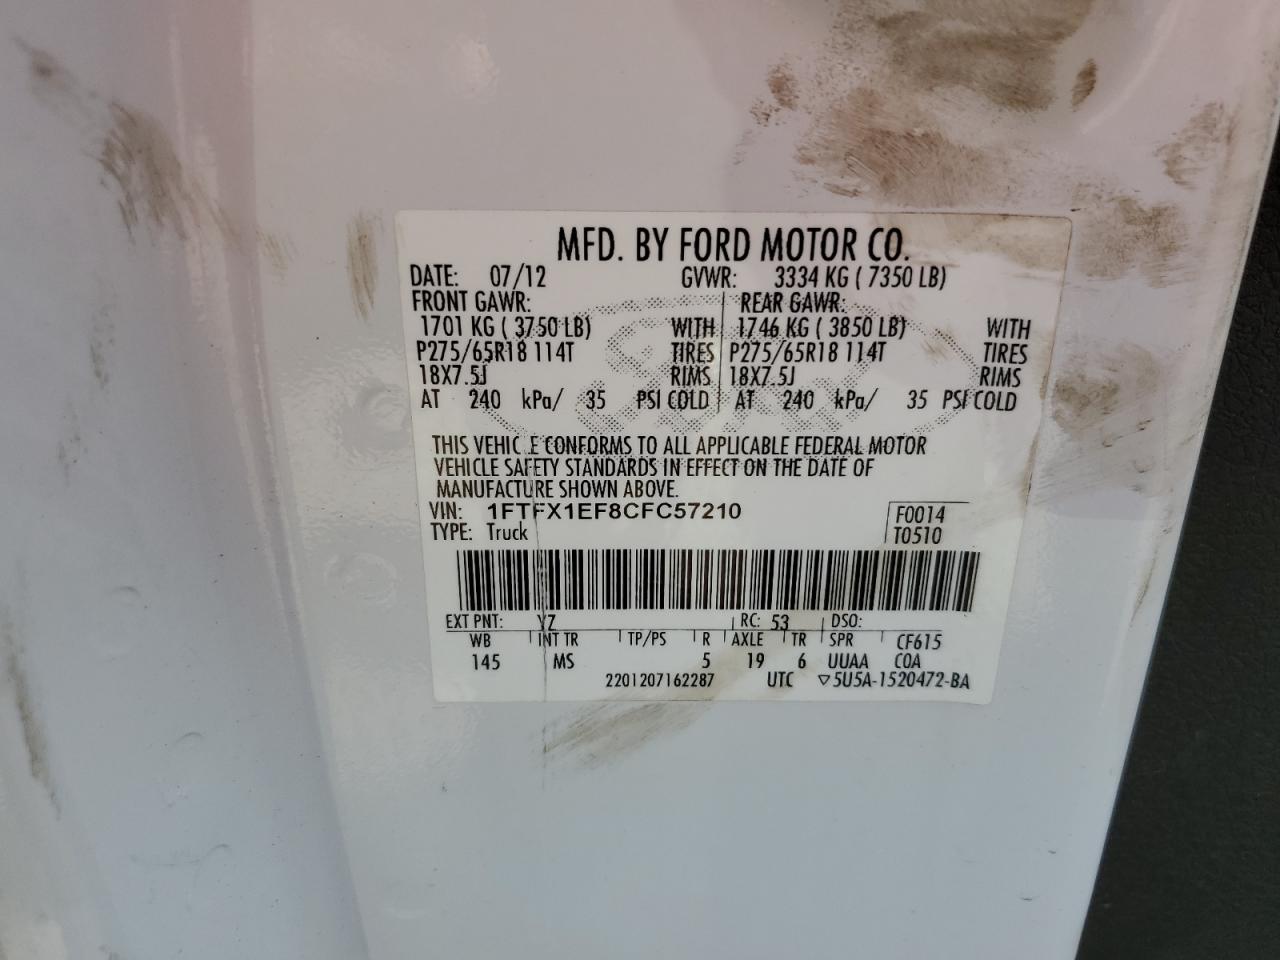 MFD. BY FORD MOTOR CO.
DATE: 07/12 GVWR: 3334 KG ( 7350 LB)
FRONT GAWR: REAR GAWR:
1701 KG ( 3750 LB) WITH 1746 KG ( 3850 LB) WITH
P275/65R18 114T TIRES P275/65R18 114T TIRES
18X7.5J RIMS 18X7.5J RIMS
AT 240 kPa/ 35 PSI COLD AT 240 kPa/ 35 PSI COLD
THIS VEHICLE CONFORMS TO ALL APPLICABLE FEDERAL MOTOR
VEHICLE SAFETY STANDARDS IN EFFECT ON THE DATE OF
MANUFACTURE SHOWN ABOVE.
VIN: 1FTFX1EF8CFC57210 F0014
TYPE: Truck T0510
EXT PNT: YZ RC: 53 DSO:
WB INT TR TP/PS R AXLE TR SPR CF615
145 MS 5 19 6 UUAA COA
2201207162287 UTC ▽5U5A-1520472-BA